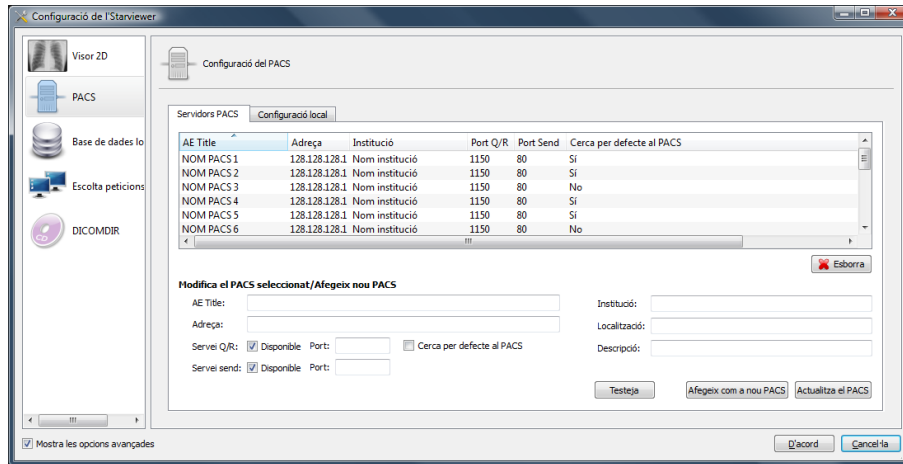 Configuració de l'Starviewer
Visor 2D
PACS
Base de dades lo
Escolta peticions
DICOMDIR
CD
Configuració del PACS
Servidors PACS Configuració local
AE Title Adreça Institució Port Q/R Port Send Cerca per defecte al PACS
NOM PACS 1 128.128.128.1 Nom institució 1150 80 Sí
NOM PACS 2 128.128.128.1 Nom institució 1150 80 Sí
NOM PACS 3 128.128.128.1 Nom institució 1150 80 No
NOM PACS 4 128.128.128.1 Nom institució 1150 80 Sí
NOM PACS 5 128.128.128.1 Nom institució 1150 80 Sí
NOM PACS 6 128.128.128.1 Nom institució 1150 80 No
Esborra
Modifica el PACS seleccionat/Afegeix nou PACS
AE Title: Institució:
Adreça: Localització:
Servei Q/R: Disponible Port: Cerca per defecte al PACS Descripció:
Servei send: Disponible Port:
Testeja Afegeix com a nou PACS Actualitza el PACS
Mostra les opcions avançades D'acord Cancel·la